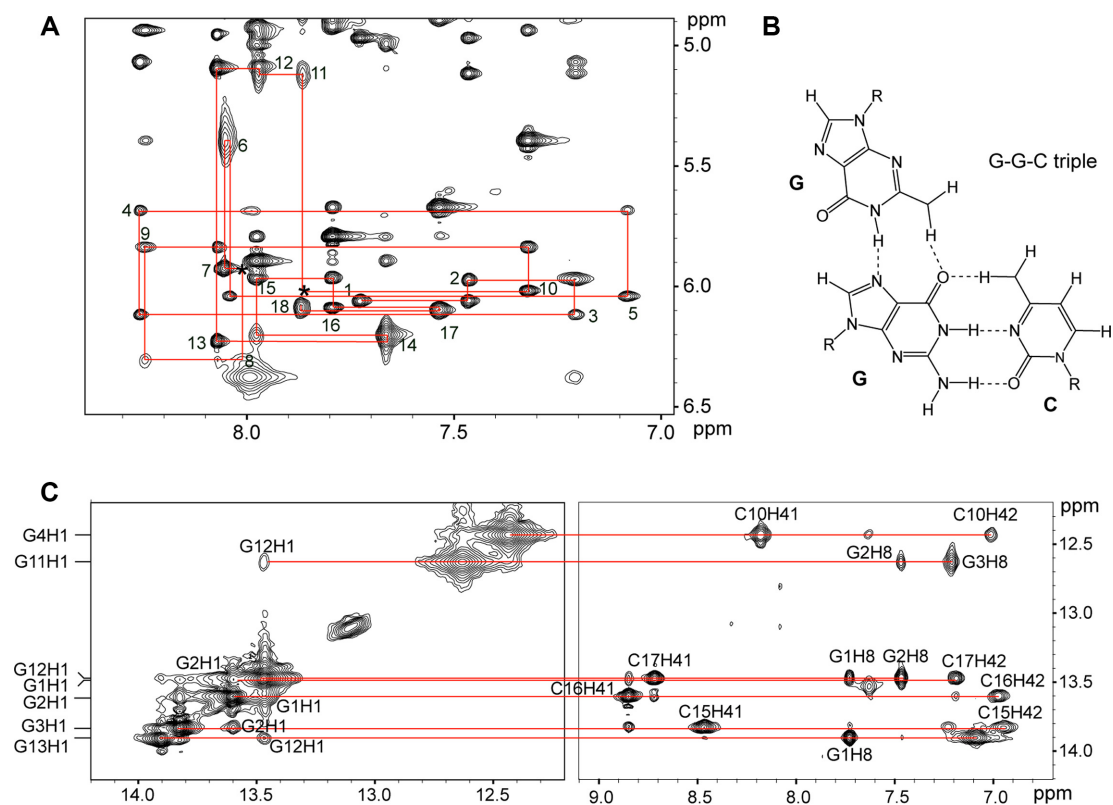 A
ppm
5.0
5.5
6.0
6.5
8.0
7.5
7.0
ppm
12
11
6
4
9
7
*
15
1
2
*
10
18
16
17
3
5
13
8
14
B
H
R
N
N
N
G
G-G-C triple
O
NH
C
H
H
H
O
H
H
N
H
N
N
H
N
H
R
N
N
O
R
G
N
H
H
C
C
ppm
12.5
13.0
13.5
14.0
G4H1
G11H1
G12H1
G1H1
G2H1
G3H1
G13H1
G12H1
G2H1
G1H1
G2H1
G12H1
14.0
13.5
13.0
12.5
C10H41
C10H42
G2H8
G3H8
C17H41
G1H8
G2H8
C17H42
C16H41
C16H42
C15H41
C15H42
G1H8
9.0
8.0
7.0
ppm